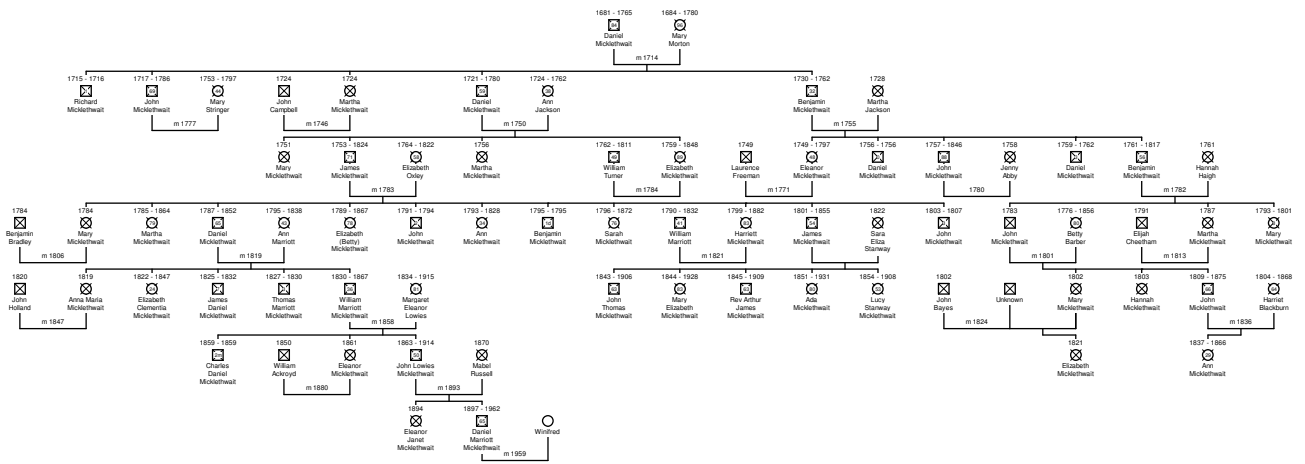 1681 - 1765 1684 - 1780
84
Daniel Mary
Micklethwait Morton
m 1714
1715 - 1716 1717 - 1786 1753 - 1797 1724 1724 1721 - 1780 1724 - 1762 1730 - 1762 1728
Richard John Mary John Martha Daniel Ann Benjamin Martha
Micklethwait Micklethwait Stringer Campbell Micklethwait Micklethwait Jackson Micklethwait Jackson
m 1777 m 1746 m 1750 m 1755
1751 1753 - 1824 1764 - 1822 1756 1762 - 1811 1759 - 1848 1749 1749 - 1797 1756 - 1756 1757 - 1846 1758 1759 - 1762 1761 - 1817 1761
Mary James Elizabeth Martha William Elizabeth Laurence Eleanor Daniel John Jenny Daniel Benjamin Hannah
Micklethwait Micklethwait Oxley Micklethwait Turner Micklethwait Freeman Micklethwait Micklethwait Micklethwait Abby Micklethwait Micklethwait Haigh
m 1783 m 1784 m 1771 1780 m 1782
1784 1784 1785 - 1864 1787 - 1852 1795 - 1838 1789 - 1867 1791 - 1794 1793 - 1828 1795 - 1795 1796 - 1872 1790 - 1832 1799 - 1882 1801 - 1855 1822 1803 - 1807 1783 1776 - 1856 1791 1787 1793 - 1801
Benjamin Mary Martha Daniel Ann Elizabeth John Ann Benjamin Sarah William Harriett James Sara John John Betty Elijah Martha Mary
Bradley Micklethwait Micklethwait Micklethwait Marriott (Betty) Micklethwait Micklethwait Micklethwait Micklethwait Marriott Micklethwait Micklethwait Eliza Micklethwait Micklethwait Barber Cheetham Micklethwait Micklethwait
Micklethwait Stanway
m 1806 m 1819 m 1821 m 1801 m 1813
1820 1819 1822 - 1847 1825 - 1832 1827 - 1830 1830 - 1867 1834 - 1915 1843 - 1906 1844 - 1928 1845 - 1909 1851 - 1931 1854 - 1908 1802 1802 1803 1809 - 1875 1804 - 1868
John Anna Maria Elizabeth James Thomas William Margaret John Mary Rev Arthur Ada Lucy John Unknown Mary Hannah John Harriet
Holland Micklethwait Clementia Daniel Marriott Marriott Eleanor Thomas Elizabeth James Micklethwait Stanway Bayes Micklethwait Micklethwait Micklethwait Blackburn
Micklethwait Micklethwait Micklethwait Micklethwait Lowies Micklethwait Micklethwait Micklethwait Micklethwait
m 1847 m 1858 m 1824 m 1836
1859 - 1859 1850 1861 1863 - 1914 1870 1821 1837 - 1866
2m
Charles William Eleanor John Lowies Mabel Elizabeth Ann
Daniel Ackroyd Micklethwait Micklethwait Russell Micklethwait Micklethwait
Micklethwait
m 1880 m 1893
1894 1897 - 1962
65
Eleanor Daniel Winifred
Janet Marriott
Micklethwait Micklethwait
m 1959